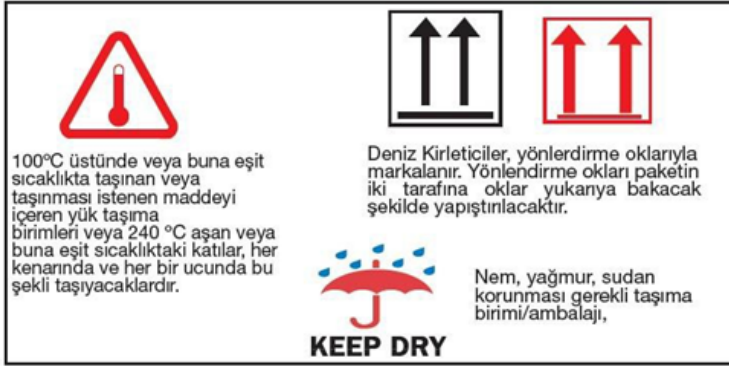 100ºC üstünde veya buna eşit
sıcaklıkta taşınan veya
taşınması istenen maddeyi
içeren yük taşıma
birimleri veya 240 ºC aşan veya
buna eşit sıcaklıktaki katılar, her
kenarında ve her bir ucunda bu
şekli taşıyacaklardır.
Deniz Kirleticiler, yönlerdirme oklarıyla
markalanır. Yönlendirme okları paketin
iki tarafına oklar yukarıya bakacak
şekilde yapıştırılacaktır.
KEEP DRY
Nem, yağmur, sudan
korunması gerekli taşıma
birimi/ambalajı,